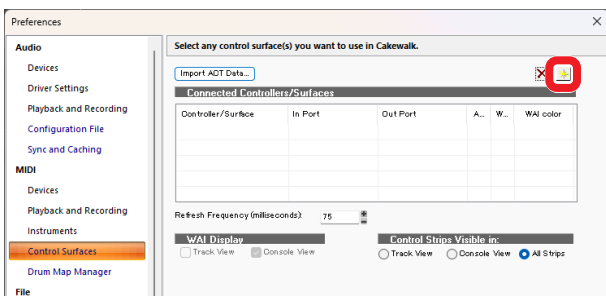 Preferences
Audio
Devices
Driver Settings
Playback and Recording
Configuration File
Sync and Caching
MIDI
Devices
Playback and Recording
Instruments
Control Surfaces
Drum Map Manager
File
Select any control surface(s) you want to use in Cakewalk.
Import ACT Data...
Connected Controllers/Surfaces
Controller/Surface In Port Out Port A... W... WAI color
Refresh Frequency (milliseconds): 75
WAI Display
Track View Console View
Control Strips Visible in:
Track View Console View All Strips